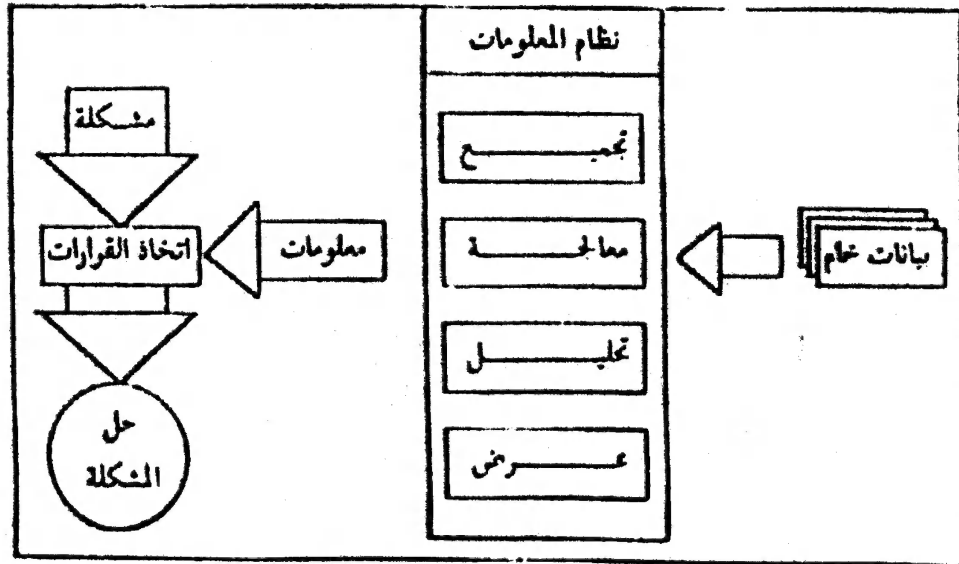 نظام المعلومات
تجميع
معالجة
تحليل
عرض
بيانات خام
معلومات
مشكلة
اتخاذ القرارات
حل
المشكلة